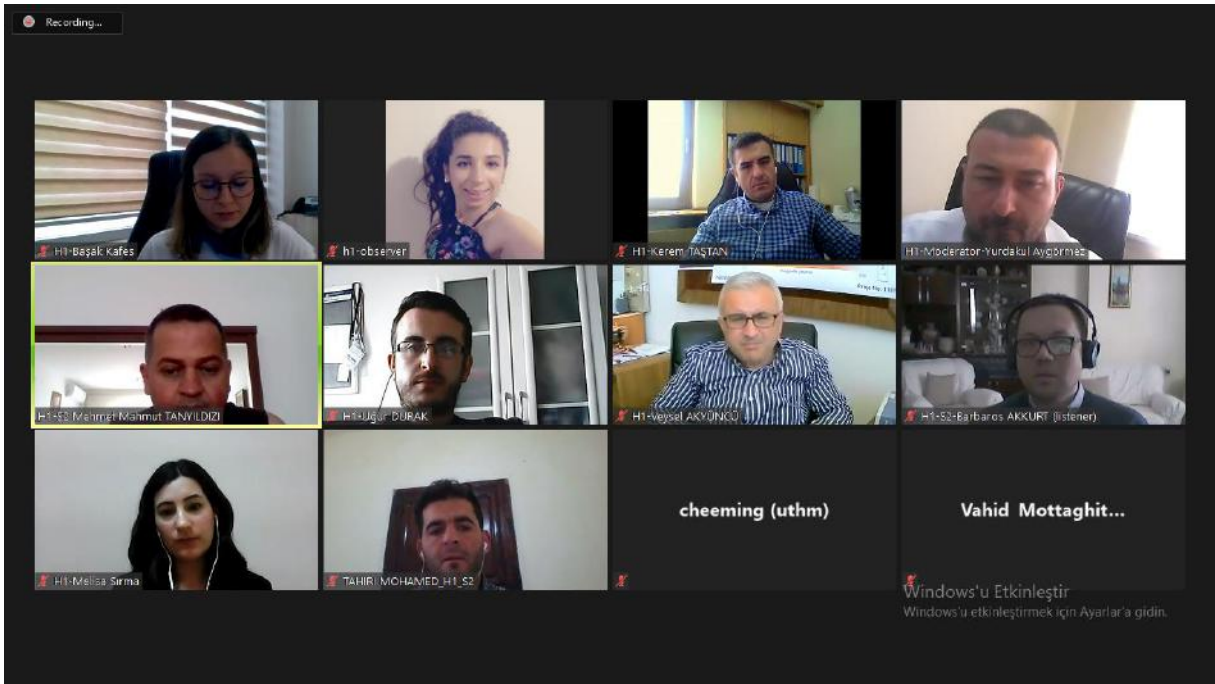 Recording...
H1-Başak Kafes
h1-observer
H1-Kerem TAŞTAN
H1-Moderator-Yurdakul Aygörmez
H1-S2 Mehmet Mahmut TANYILDIZI
H1-Uğur DURAK
H1-Veysel AKYÜNCÜ
H1-S2-Barbaros AKKURT (listener)
H1-Melisa Sırma
TAHIRI MOHAMED_H1_S2
cheeming (uthm)
Vahid Mottaghit...
Windows'u Etkinleştir
Windows'u etkinleştirmek için Ayarlar'a gidin.